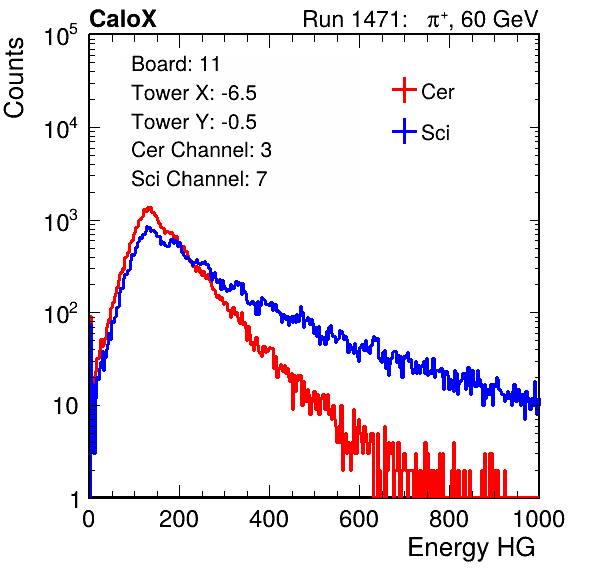 CaloX Run 1471: π⁺, 60 GeV
Counts
Board: 11
Tower X: -6.5
Tower Y: -0.5
Cer Channel: 3
Sci Channel: 7
Cer
Sci
10⁵
10⁴
10³
10²
10
1
0 200 400 600 800 1000
Energy HG